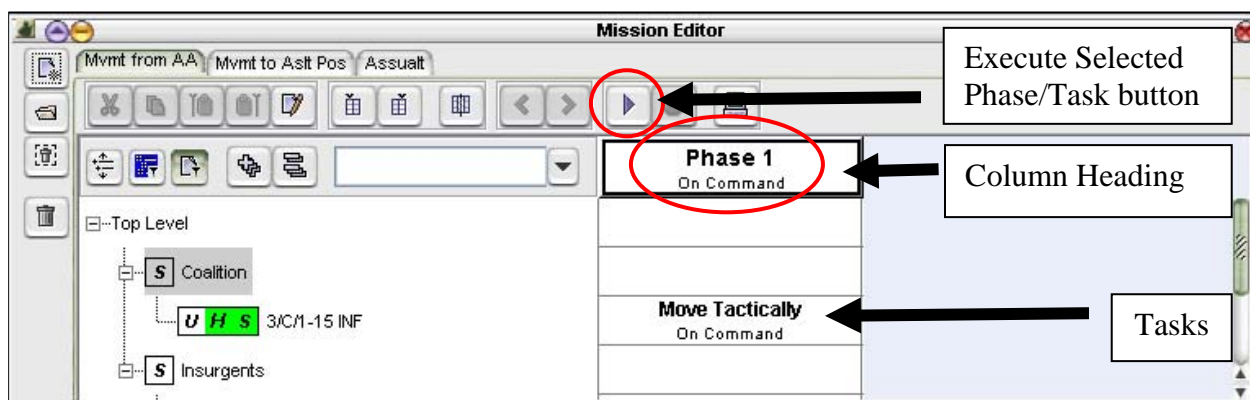 Mission Editor
Mvmt from AA Mvmt to Aslt Pos Assualt
Execute Selected
Phase/Task button
Phase 1
On Command
Column Heading
Top Level
S Coalition
U H S 3/C/1-15 INF
Move Tactically
On Command
Tasks
S Insurgents